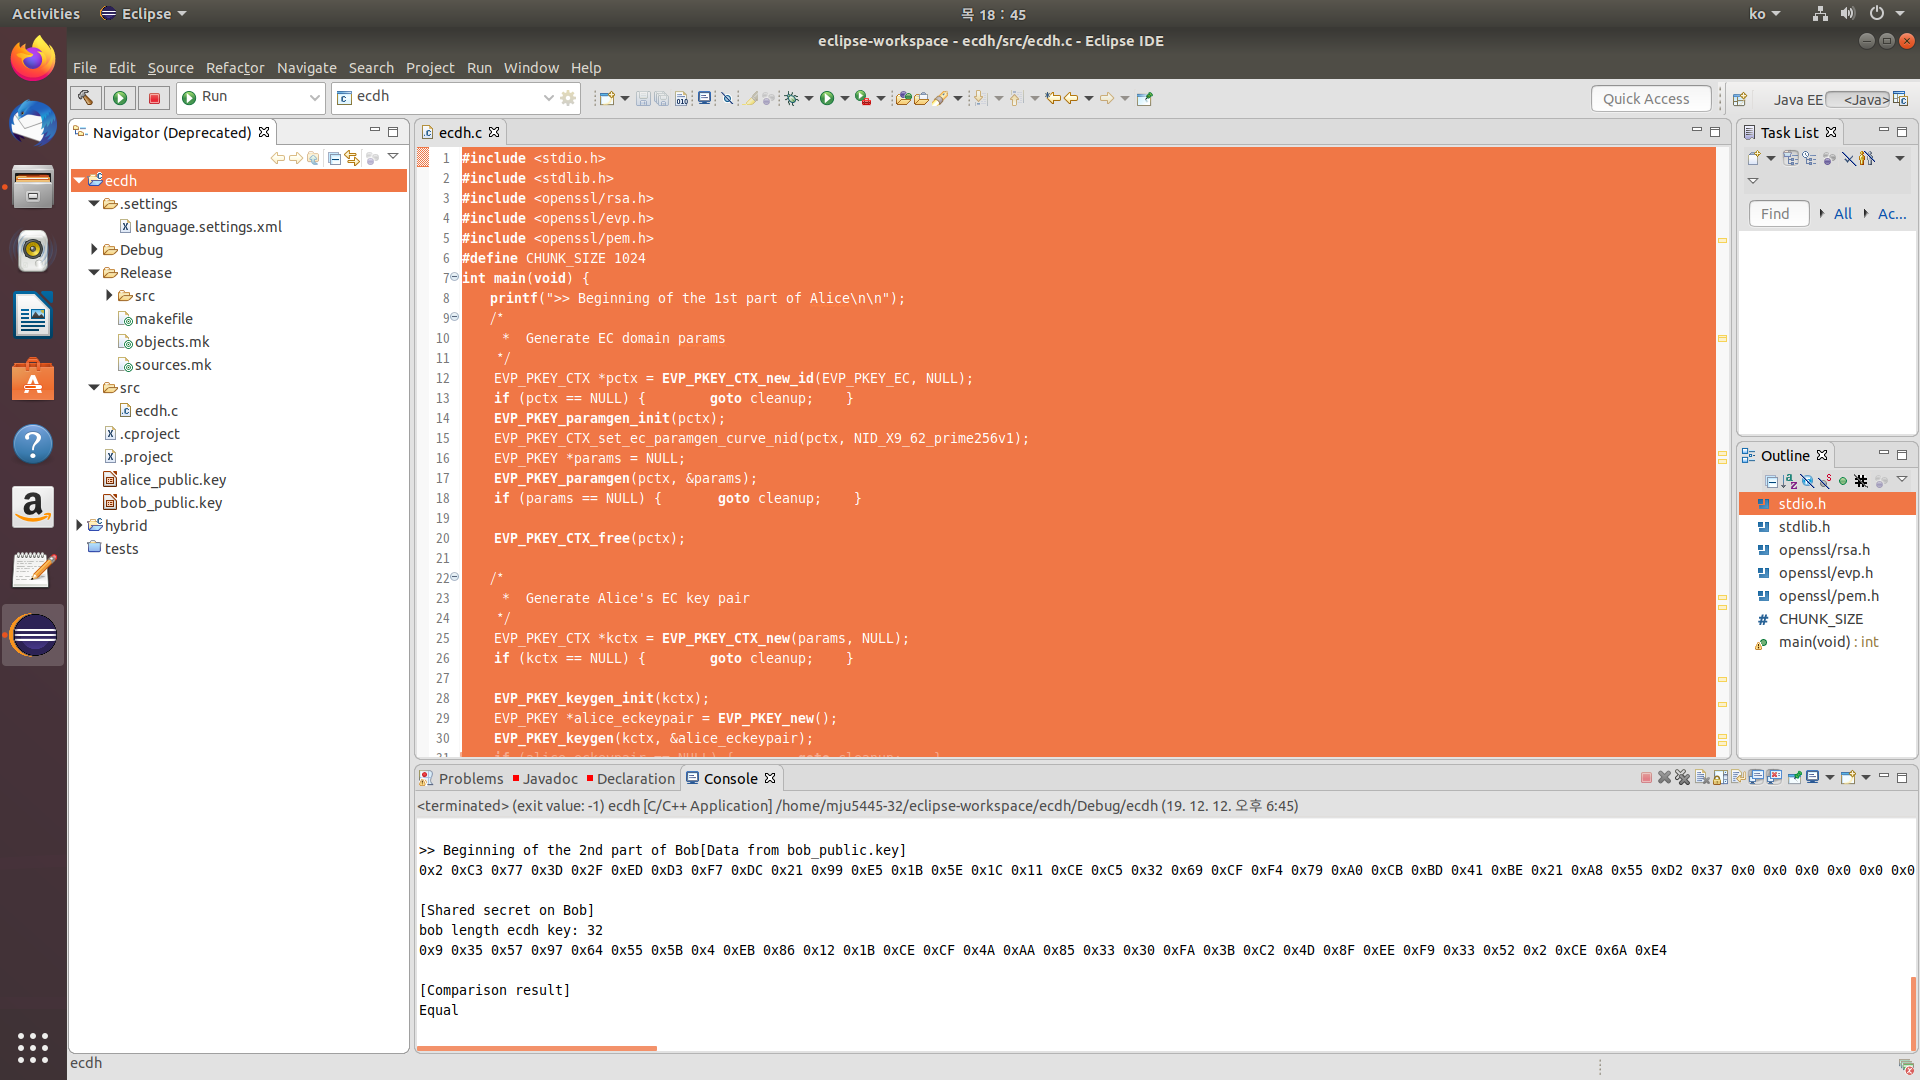 Activities
Eclipse
목 18 : 45
ko
eclipse-workspace - ecdh/src/ecdh.c - Eclipse IDE
File Edit Source Refactor Navigate Search Project Run Window Help
Run
ecdh
Quick Access
Java EE
<Java>
Navigator (Deprecated)
ecdh
.settings
language.settings.xml
Debug
Release
src
makefile
objects.mk
sources.mk
src
ecdh.c
.cproject
.project
alice_public.key
bob_public.key
hybrid
tests
ecdh.c
1 #include <stdio.h>
2 #include <stdlib.h>
3 #include <openssl/rsa.h>
4 #include <openssl/evp.h>
5 #include <openssl/pem.h>
6 #define CHUNK_SIZE 1024
7 int main(void) {
8 printf(">> Beginning of the 1st part of Alice\n\n");
9 /*
10 * Generate EC domain params
11 */
12 EVP_PKEY_CTX *pctx = EVP_PKEY_CTX_new_id(EVP_PKEY_EC, NULL);
13 if (pctx == NULL) { goto cleanup; }
14 EVP_PKEY_paramgen_init(pctx);
15 EVP_PKEY_CTX_set_ec_paramgen_curve_nid(pctx, NID_X9_62_prime256v1);
16 EVP_PKEY *params = NULL;
17 EVP_PKEY_paramgen(pctx, &params);
18 if (params == NULL) { goto cleanup; }
19
20 EVP_PKEY_CTX_free(pctx);
21
22 /*
23 * Generate Alice's EC key pair
24 */
25 EVP_PKEY_CTX *kctx = EVP_PKEY_CTX_new(params, NULL);
26 if (kctx == NULL) { goto cleanup; }
27
28 EVP_PKEY_keygen_init(kctx);
29 EVP_PKEY *alice_eckeypair = EVP_PKEY_new();
30 EVP_PKEY_keygen(kctx, &alice_eckeypair);
31 if (alice_eckeypair == NULL) { goto cleanup; }
Task List
Find
All
Ac...
Outline
stdio.h
stdlib.h
openssl/rsa.h
openssl/evp.h
openssl/pem.h
# CHUNK_SIZE
main(void) : int
Problems Javadoc Declaration Console
<terminated> (exit value: -1) ecdh [C/C++ Application] /home/mju5445-32/eclipse-workspace/ecdh/Debug/ecdh (19. 12. 12. 오후 6:45)
>> Beginning of the 2nd part of Bob[Data from bob_public.key]
0x2 0xC3 0x77 0x3D 0x2F 0xED 0xD3 0xF7 0xDC 0x21 0x99 0xE5 0x1B 0x5E 0x1C 0x11 0xCE 0xC5 0x32 0x69 0xCF 0xF4 0x79 0xA0 0xCB 0xBD 0x41 0xBE 0x21 0xA8 0x55 0xD2 0x37 0x0 0x0 0x0 0x0 0x0 0x0
[Shared secret on Bob]
bob length ecdh key: 32
0x9 0x35 0x57 0x97 0x64 0x55 0x5B 0x4 0xEB 0x86 0x12 0x1B 0xCE 0xCF 0x4A 0xAA 0x85 0x33 0x30 0xFA 0x3B 0xC2 0x4D 0x8F 0xEE 0xF9 0x33 0x52 0x2 0xCE 0x6A 0xE4
[Comparison result]
Equal
ecdh